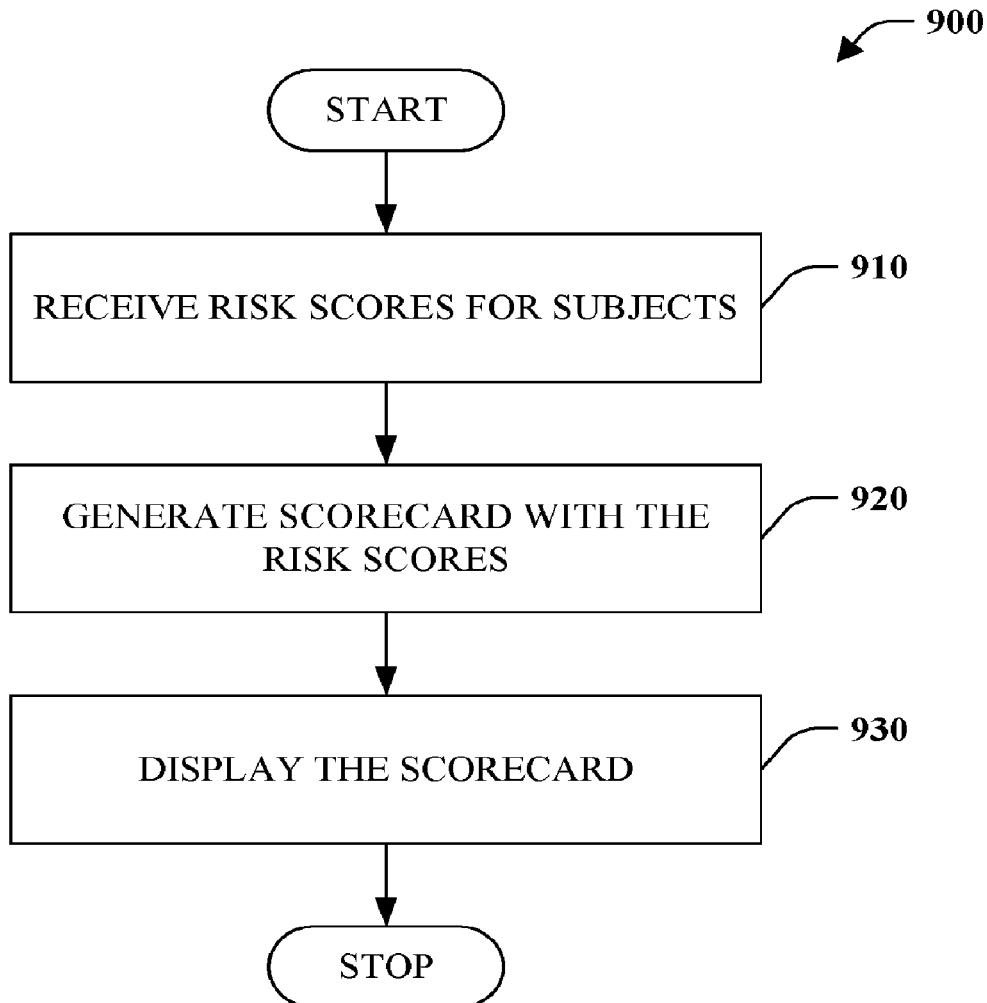 900
START
RECEIVE RISK SCORES FOR SUBJECTS
910
GENERATE SCORECARD WITH THE
RISK SCORES
920
DISPLAY THE SCORECARD
930
STOP